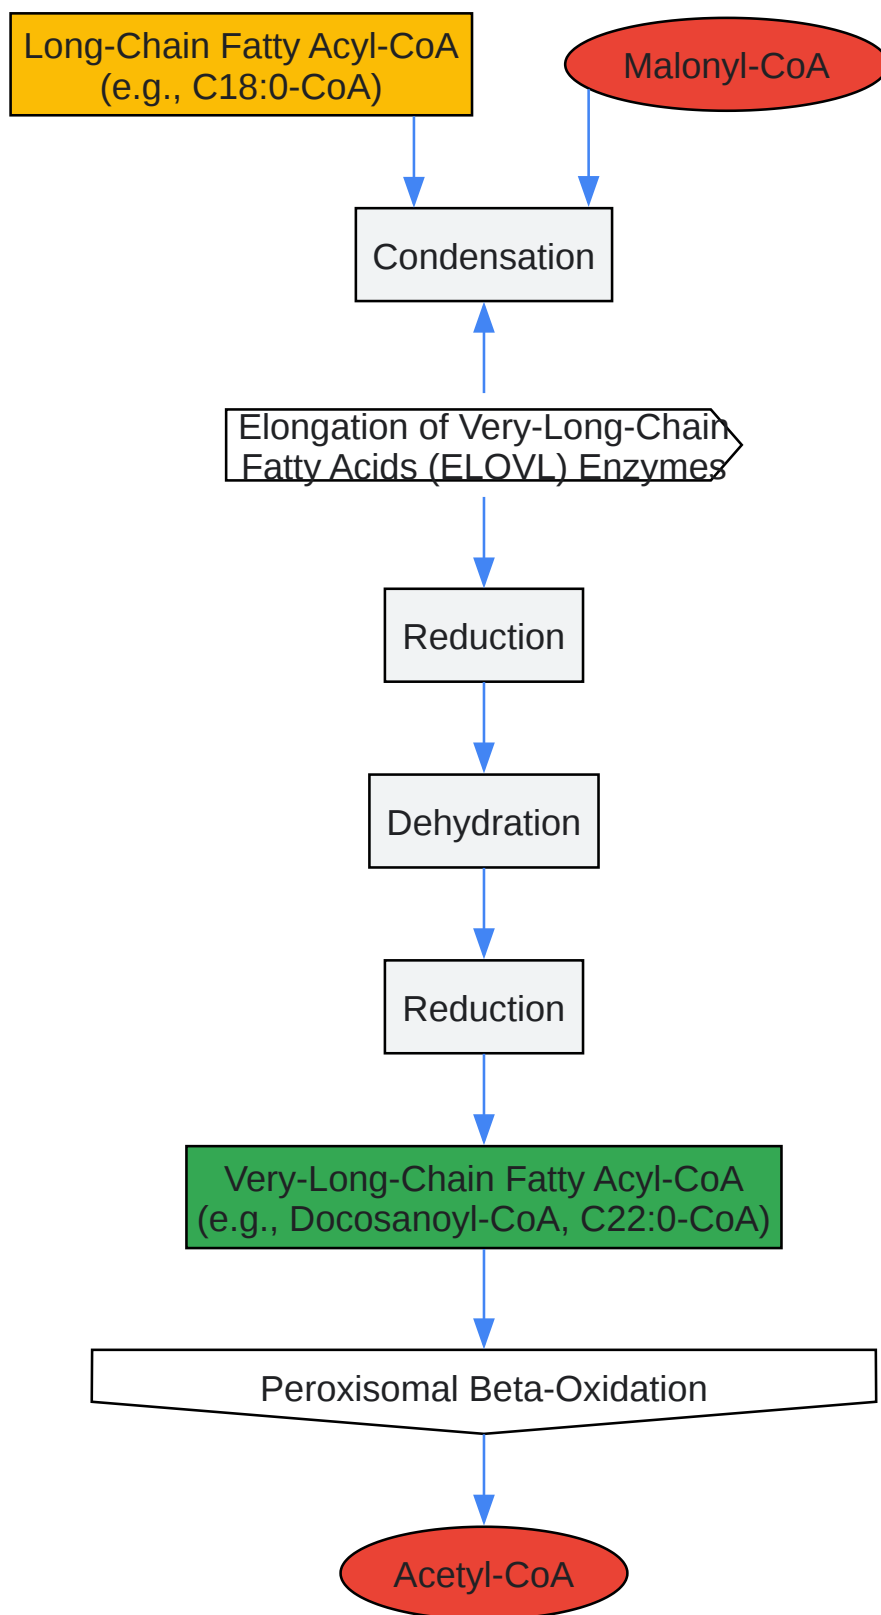 Long-Chain Fatty Acyl-CoA
(e.g., C18:0-CoA)
Malonyl-CoA
Condensation
Elongation of Very-Long-Chain
Fatty Acids (ELOVL) Enzymes
Reduction
Dehydration
Reduction
Very-Long-Chain Fatty Acyl-CoA
(e.g., Docosanoyl-CoA, C22:0-CoA)
Peroxisomal Beta-Oxidation
Acetyl-CoA